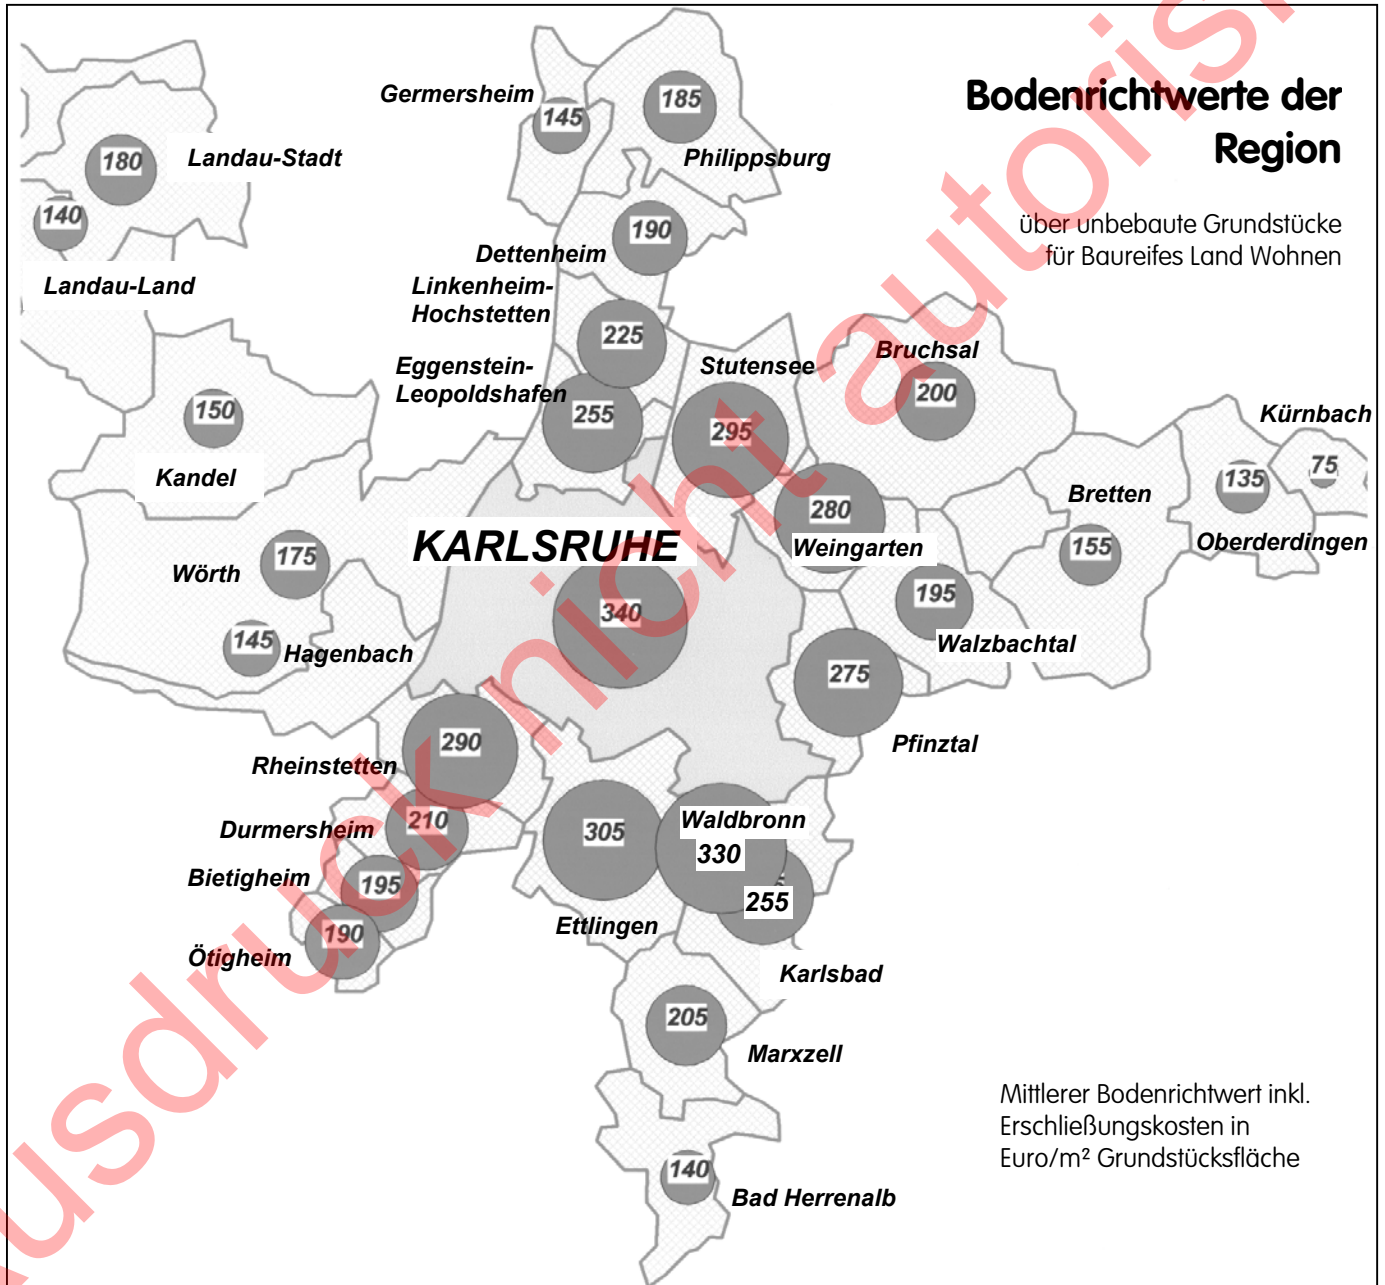 Bodenrichtwerte der
Region
über unbebaute Grundstücke
für Baureifes Land Wohnen
Germersheim
145
185
Philippsburg
180
Landau-Stadt
140
Landau-Land
190
Dettenheim
Linkenheim-
Hochstetten
225
Eggenstein-
Leopoldshafen
255
Stutensee
295
Bruchsal
200
Kürnbach
75
135
Oberderdingen
Bretten
155
150
Kandel
280
Weingarten
KARLSRUHE
340
175
Wörth
145
Hagenbach
195
Walzbachtal
275
Pfinztal
290
Rheinstetten
210
Durmersheim
Bietigheim
195
190
Ötigheim
305
Ettlingen
Waldbronn
330
255
Karlsbad
205
Marxzell
140
Bad Herrenalb
Mittlerer Bodenrichtwert inkl.
Erschließungskosten in
Euro/m² Grundstücksfläche
usdruck nicht autoris